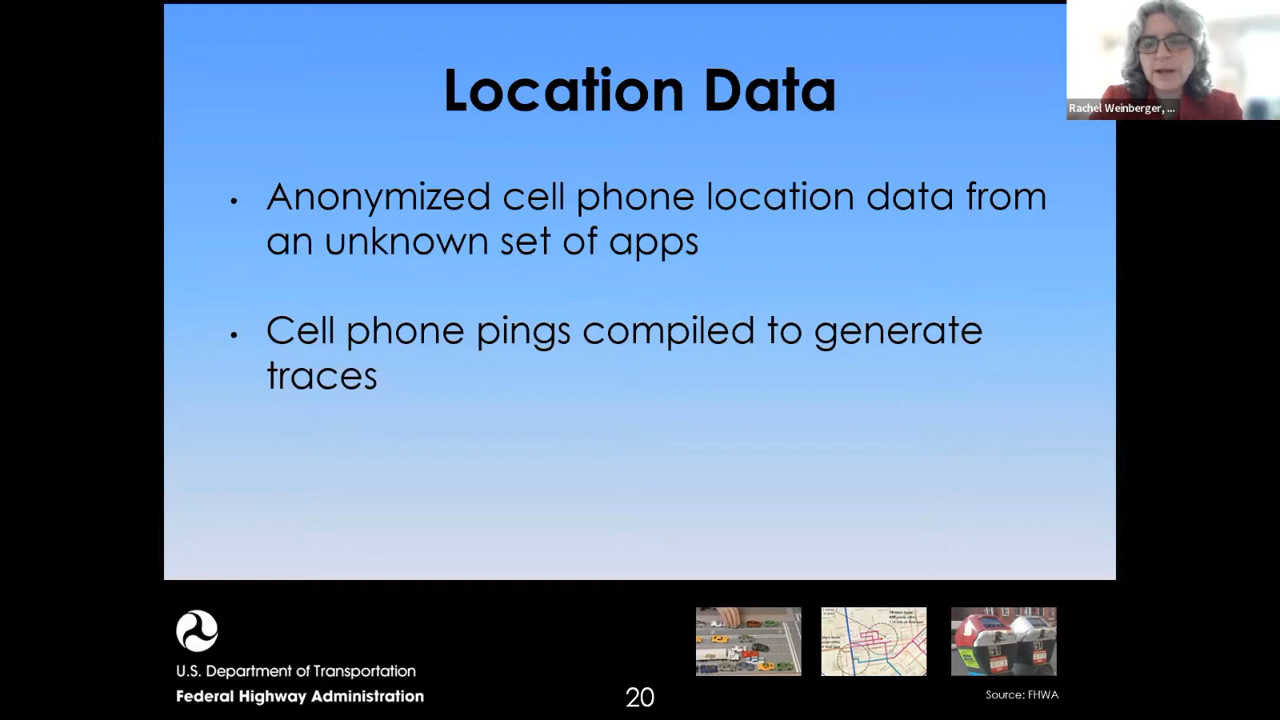 Location Data
Rachel Weinberger, ...
• Anonymized cell phone location data from
an unknown set of apps
• Cell phone pings compiled to generate
traces
U.S. Department of Transportation
Federal Highway Administration
20
Source: FHWA